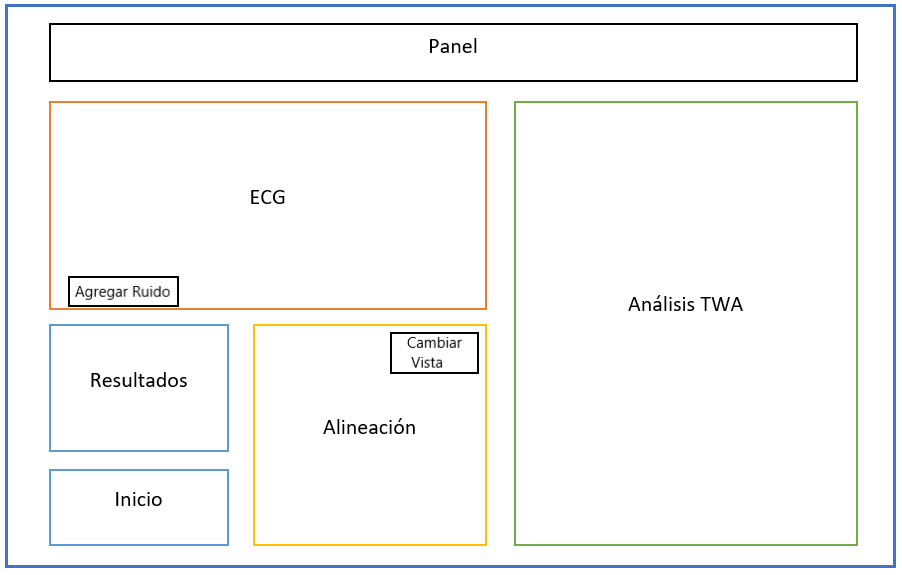 Panel
ECG
Agregar Ruido
Análisis TWA
Resultados
Cambiar
Vista
Alineación
Inicio